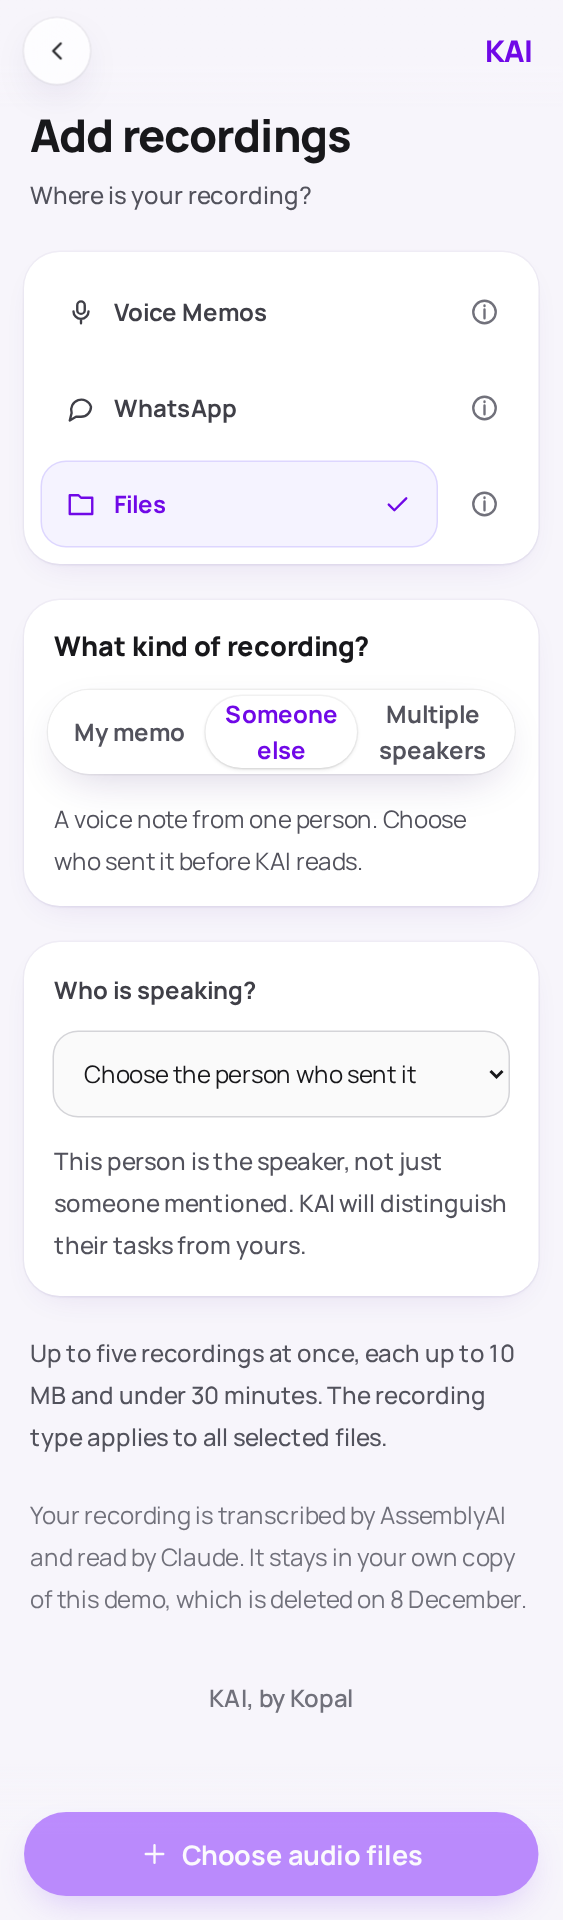 KAI
Add recordings
Where is your recording?
Voice Memos
WhatsApp
Files
What kind of recording?
My memo
Someone
else
Multiple
speakers
A voice note from one person. Choose
who sent it before KAI reads.
Who is speaking?
Choose the person who sent it
This person is the speaker, not just
someone mentioned. KAI will distinguish
their tasks from yours.
Up to five recordings at once, each up to 10
MB and under 30 minutes. The recording
type applies to all selected files.
Your recording is transcribed by AssemblyAI
and read by Claude. It stays in your own copy
of this demo, which is deleted on 8 December.
KAI, by Kopal
Choose audio files